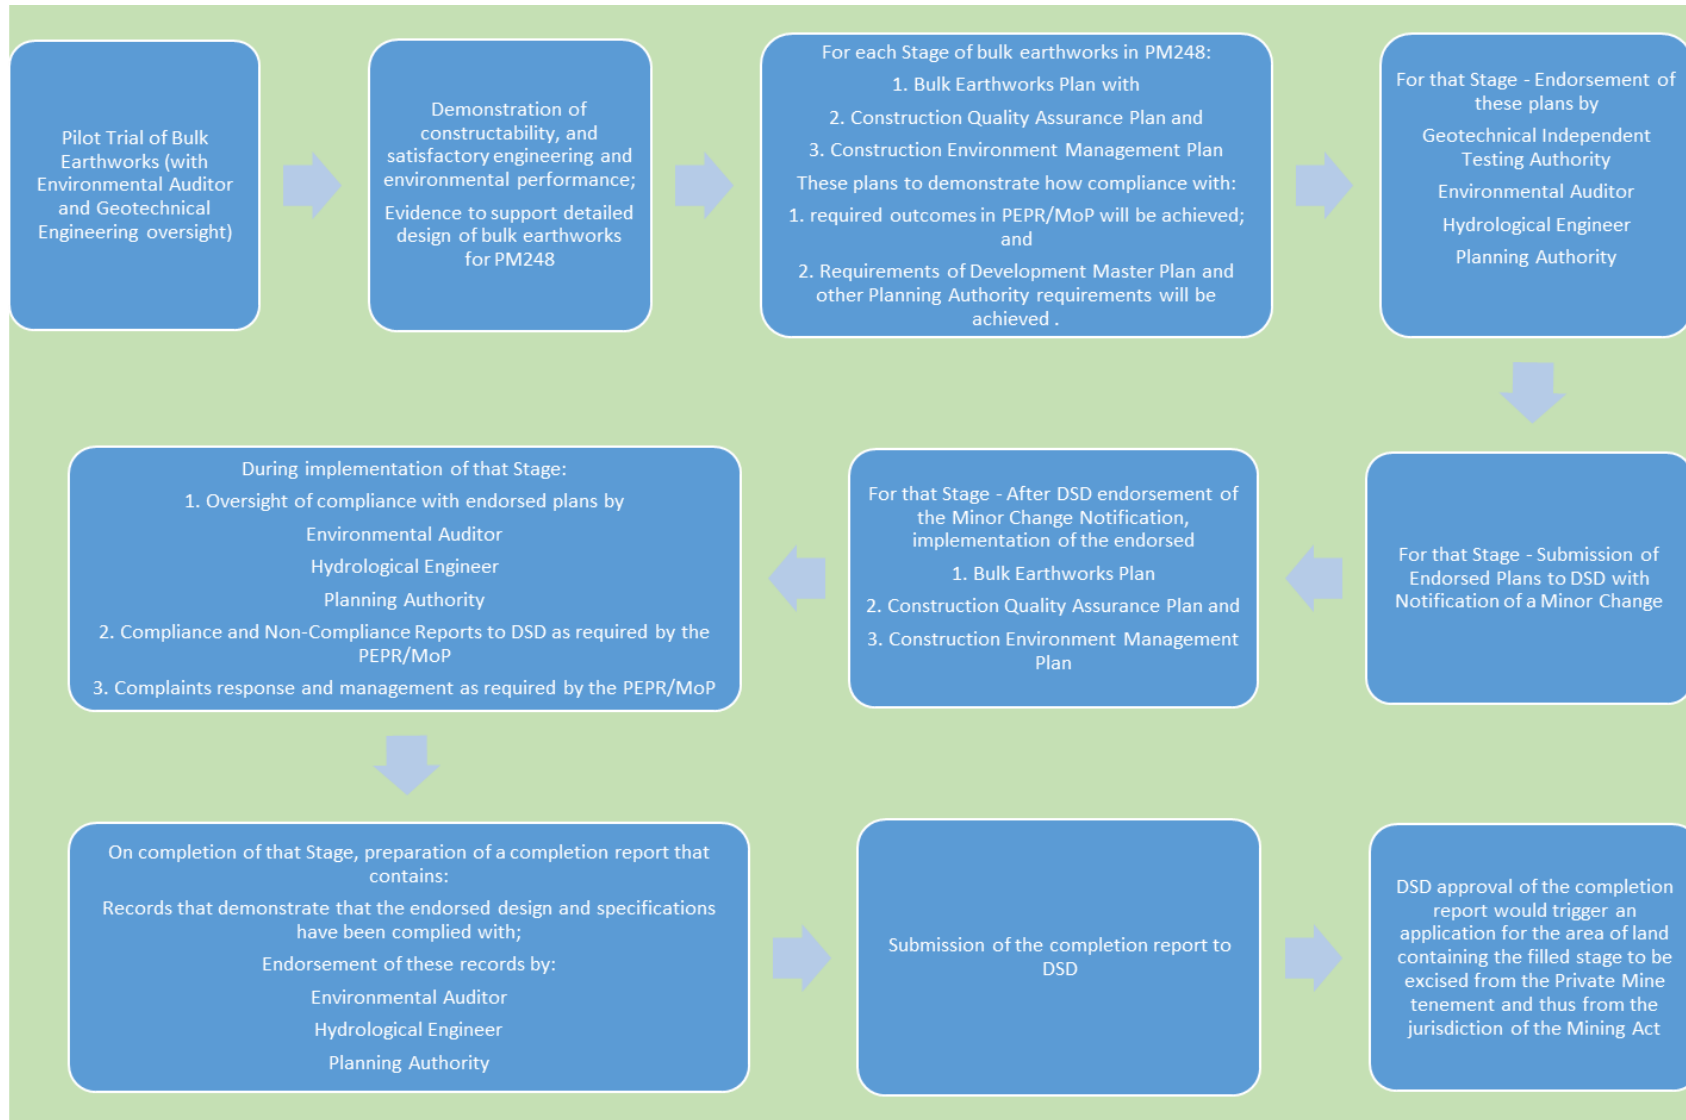 Pilot Trial of Bulk
Earthworks (with
Environmental Auditor
and Geotechnical
Engineering oversight)
Demonstration of
constructability, and
satisfactory engineering and
environmental performance;
Evidence to support detailed
design of bulk earthworks
for PM248
For each Stage of bulk earthworks in PM248:
1. Bulk Earthworks Plan with
2. Construction Quality Assurance Plan and
3. Construction Environment Management Plan
These plans to demonstrate how compliance with:
1. required outcomes in PEPR/MoP will be achieved;
and
2. Requirements of Development Master Plan and
other Planning Authority requirements will be
achieved .
For that Stage - Endorsement of
these plans by
Geotechnical Independent
Testing Authority
Environmental Auditor
Hydrological Engineer
Planning Authority
For that Stage - Submission of
Endorsed Plans to DSD with
Notification of a Minor Change
For that Stage - After DSD endorsement of
the Minor Change Notification,
implementation of the endorsed
1. Bulk Earthworks Plan
2. Construction Quality Assurance Plan and
3. Construction Environment Management
Plan
During implementation of that Stage:
1. Oversight of compliance with endorsed plans by
Environmental Auditor
Hydrological Engineer
Planning Authority
2. Compliance and Non-Compliance Reports to DSD as required by the
PEPR/MoP
3. Complaints response and management as required by the PEPR/MoP
On completion of that Stage, preparation of a completion report that
contains:
Records that demonstrate that the endorsed design and specifications
have been complied with;
Endorsement of these records by:
Environmental Auditor
Hydrological Engineer
Planning Authority
Submission of the completion report to
DSD
DSD approval of the completion
report would trigger an
application for the area of land
containing the filled stage to be
excised from the Private Mine
tenement and thus from the
jurisdiction of the Mining Act